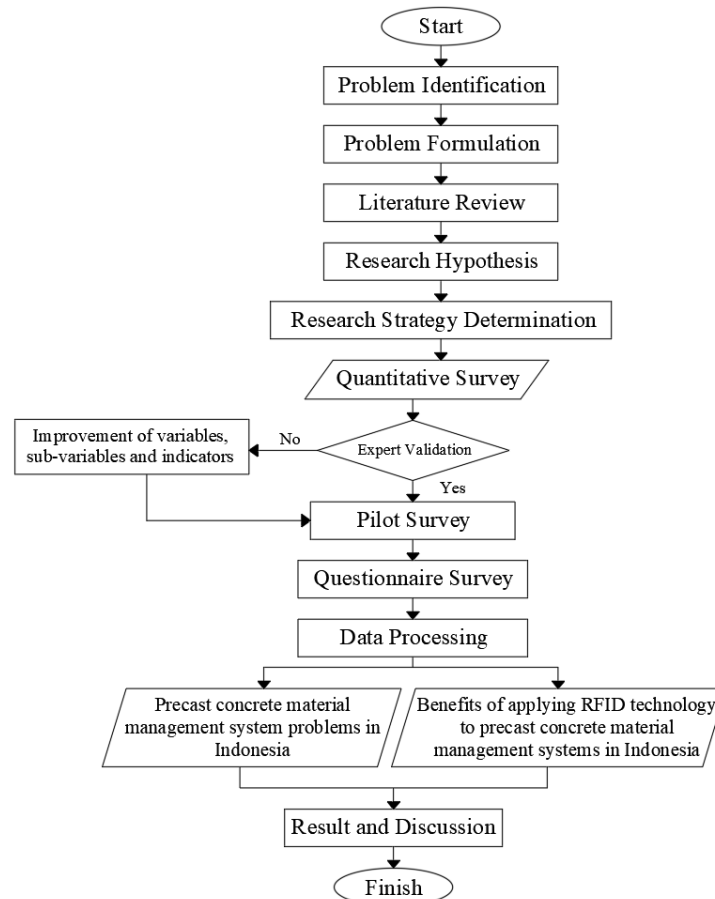 Start
Problem Identification
Problem Formulation
Literature Review
Research Hypothesis
Research Strategy Determination
Quantitative Survey
Improvement of variables,
sub-variables and indicators
No
Expert Validation
Yes
Pilot Survey
Questionnaire Survey
Data Processing
Precast concrete material
management system problems in
Indonesia
Benefits of applying RFID technology
to precast concrete material
management systems in Indonesia
Result and Discussion
Finish